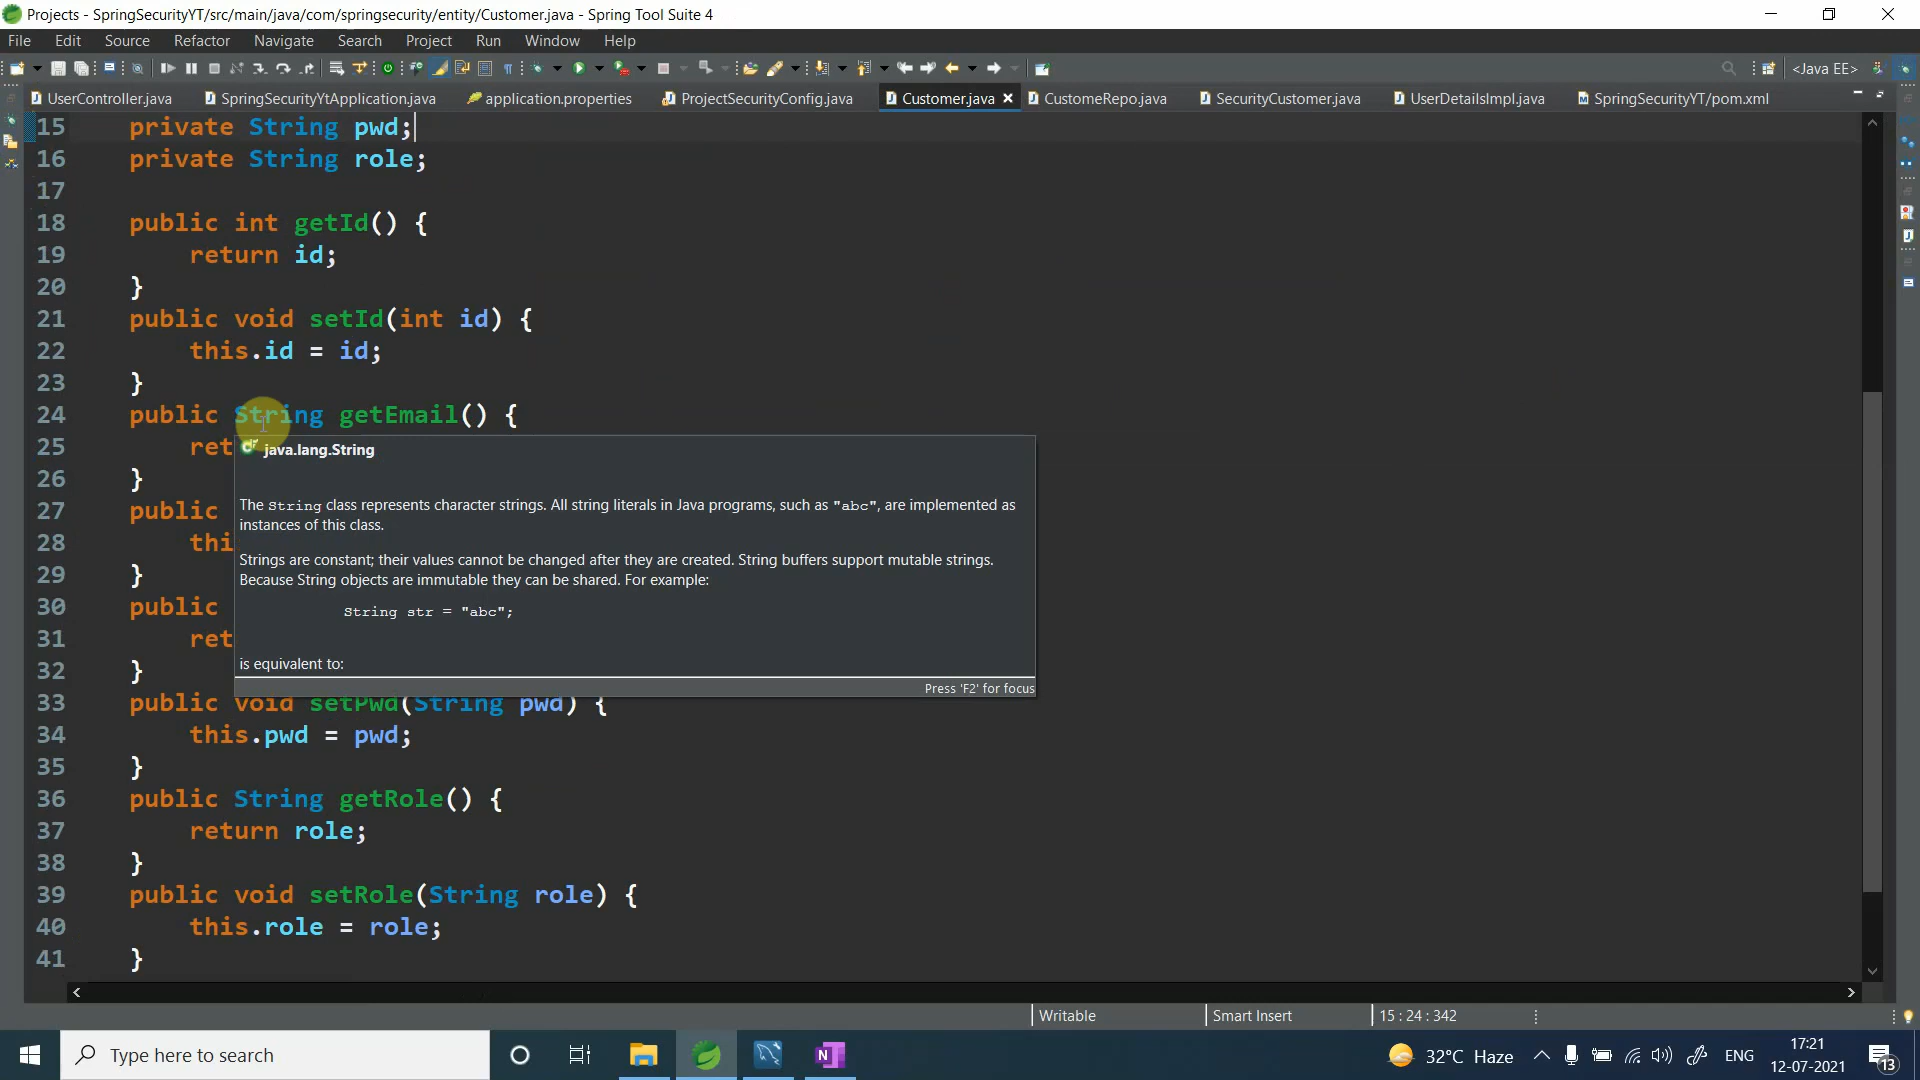 Projects - SpringSecurityYT/src/main/java/com/springsecurity/entity/Customer.java - Spring Tool Suite 4
File Edit Source Refactor Navigate Search Project Run Window Help
<Java EE>
UserController.java SpringSecurityYtApplication.java application.properties ProjectSecurityConfig.java Customer.java CustomeRepo.java SecurityCustomer.java UserDetailsImpl.java SpringSecurityYT/pom.xml
15 private String pwd;
16 private String role;
17
18 public int getId() {
19 return id;
20 }
21 public void setId(int id) {
22 this.id = id;
23 }
24 public String getEmail() {
25 ret
26 }
27 public
28 thi
29 }
30 public
31 ret
32 }
33 public void setPwd(String pwd) {
34 this.pwd = pwd;
35 }
36 public String getRole() {
37 return role;
38 }
39 public void setRole(String role) {
40 this.role = role;
41 }
java.lang.String
The String class represents character strings. All string literals in Java programs, such as "abc", are implemented as
instances of this class.
Strings are constant; their values cannot be changed after they are created. String buffers support mutable strings.
Because String objects are immutable they can be shared. For example:
String str = "abc";
is equivalent to:
Press 'F2' for focus
Writable Smart Insert 15 : 24 : 342
Type here to search
32°C Haze ENG 17:21
12-07-2021
13